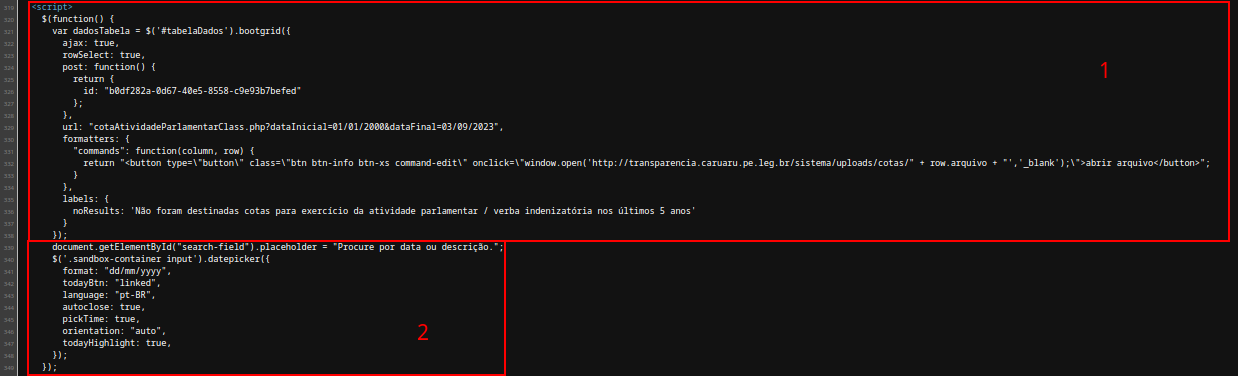 319 <script>
320 $(function() {
321 var dadosTabela = $('#tabelaDados').bootgrid({
322 ajax: true,
323 rowSelect: true,
324 post: function() {
325 return {
326 id: "b0df282a-0d67-40e5-8558-c9e93b7befed"
327 };
328 },
329 url: "cotaAtividadeParlamentarClass.php?dataInicial=01/01/2000&dataFinal=03/09/2023",
330 formatters: {
331 "commands": function(column, row) {
332 return "<button type=\"button\" class=\"btn btn-info btn-xs command-edit\" onclick=\"window.open('http://transparencia.caruaru.pe.leg.br/sistema/uploads/cotas/" + row.arquivo + "','_blank');\">abrir arquivo</button>";
333 }
334 },
335 labels: {
336 noResults: 'Não foram destinadas cotas para exercício da atividade parlamentar / verba indenizatória nos últimos 5 anos'
337 }
338 });
1
339 document.getElementById("search-field").placeholder = "Procure por data ou descrição.";
340 $('.sandbox-container input').datepicker({
341 format: "dd/mm/yyyy",
342 todayBtn: "linked",
343 language: "pt-BR",
344 autoclose: true,
345 pickTime: true,
346 orientation: "auto",
347 todayHighlight: true,
348 });
349 });
2